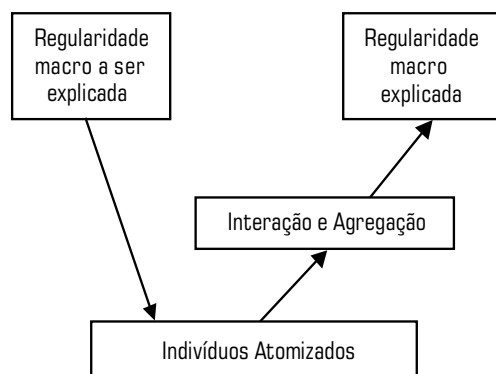 Regularidade
macro a ser
explicada
Regularidade
macro
explicada
Interação e Agregação
Indivíduos Atomizados